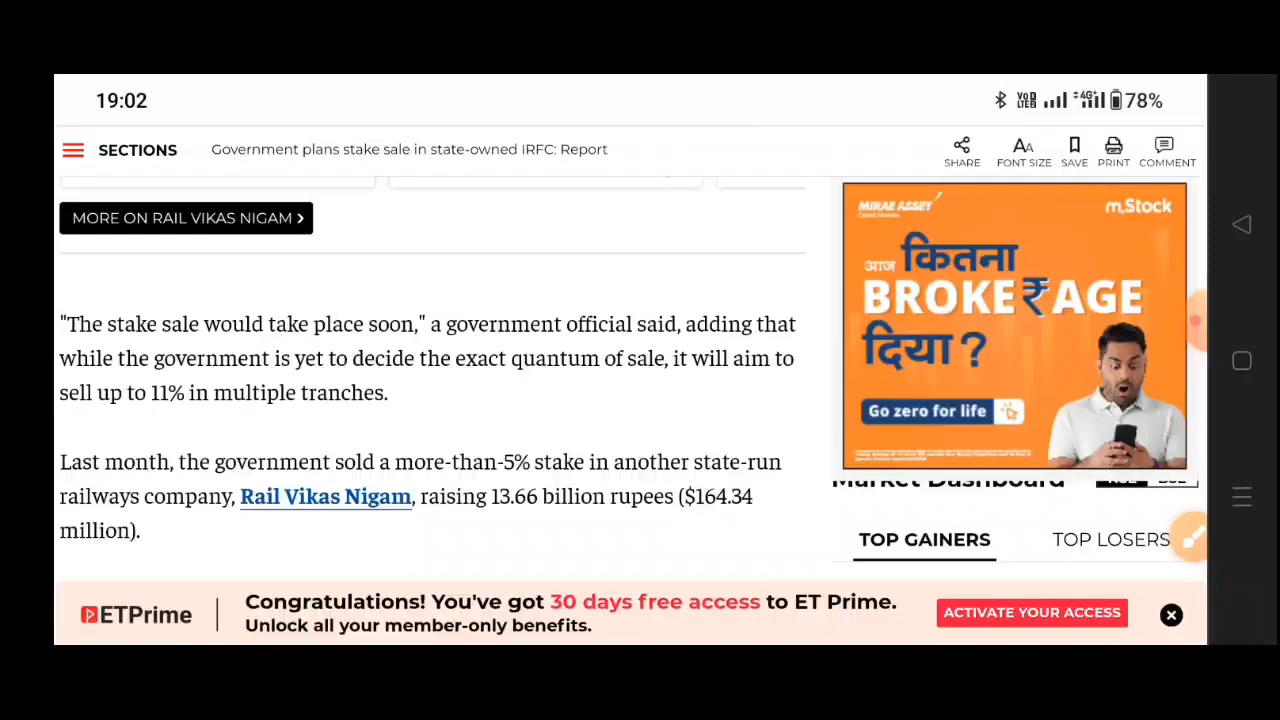 19:02
VoD LTE2 4G+ 78%
SECTIONS Government plans stake sale in state-owned IRFC: Report
SHARE FONT SIZE SAVE PRINT COMMENT
MORE ON RAIL VIKAS NIGAM >
"The stake sale would take place soon," a government official said, adding that
while the government is yet to decide the exact quantum of sale, it will aim to
sell up to 11% in multiple tranches.
Last month, the government sold a more-than-5% stake in another state-run
railways company, Rail Vikas Nigam, raising 13.66 billion rupees ($164.34
million).
MIRAE ASSET
Capital Markets
m.Stock
आज कितना
BROKE₹AGE
दिया?
Go zero for life
Market Dashboard
TOP GAINERS TOP LOSERS
ETPrime
Congratulations! You've got 30 days free access to ET Prime.
Unlock all your member-only benefits.
ACTIVATE YOUR ACCESS